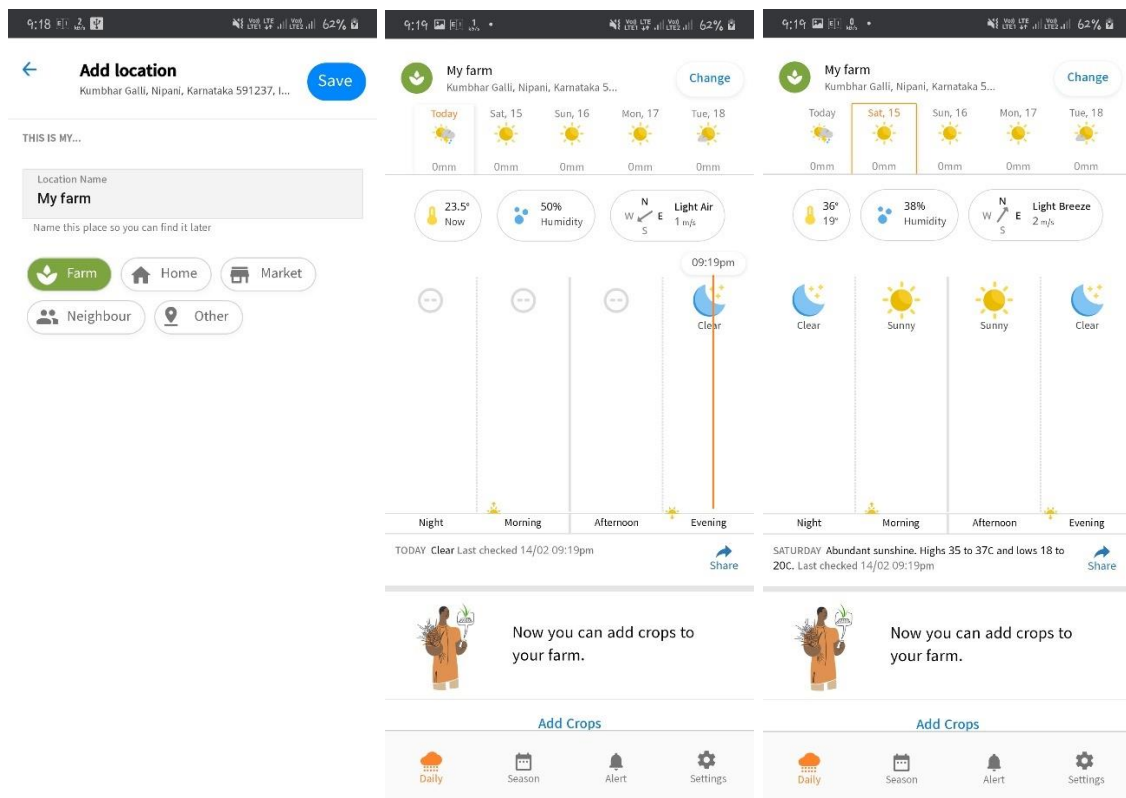 9:18
62%
Add location
Kumbhar Galli, Nipani, Karnataka 591237, I...
Save
THIS IS MY...
Location Name
My farm
Name this place so you can find it later
Farm
Home
Market
Neighbour
Other
9:19
62%
My farm
Kumbhar Galli, Nipani, Karnataka 5...
Change
Today Sat, 15 Sun, 16 Mon, 17 Tue, 18
0mm 0mm 0mm 0mm 0mm
23.5° Now
50% Humidity
N W E S
Light Air 1 m/s
09:19pm
Clear
Night Morning Afternoon Evening
TODAY Clear Last checked 14/02 09:19pm
Share
Now you can add crops to
your farm.
Add Crops
Daily Season Alert Settings
9:19
62%
My farm
Kumbhar Galli, Nipani, Karnataka 5...
Change
Today Sat, 15 Sun, 16 Mon, 17 Tue, 18
0mm 0mm 0mm 0mm 0mm
36° 19°
38% Humidity
N W E S
Light Breeze 2 m/s
Clear Sunny Sunny Clear
Night Morning Afternoon Evening
SATURDAY Abundant sunshine. Highs 35 to 37C and lows 18 to
20C. Last checked 14/02 09:19pm
Share
Now you can add crops to
your farm.
Add Crops
Daily Season Alert Settings